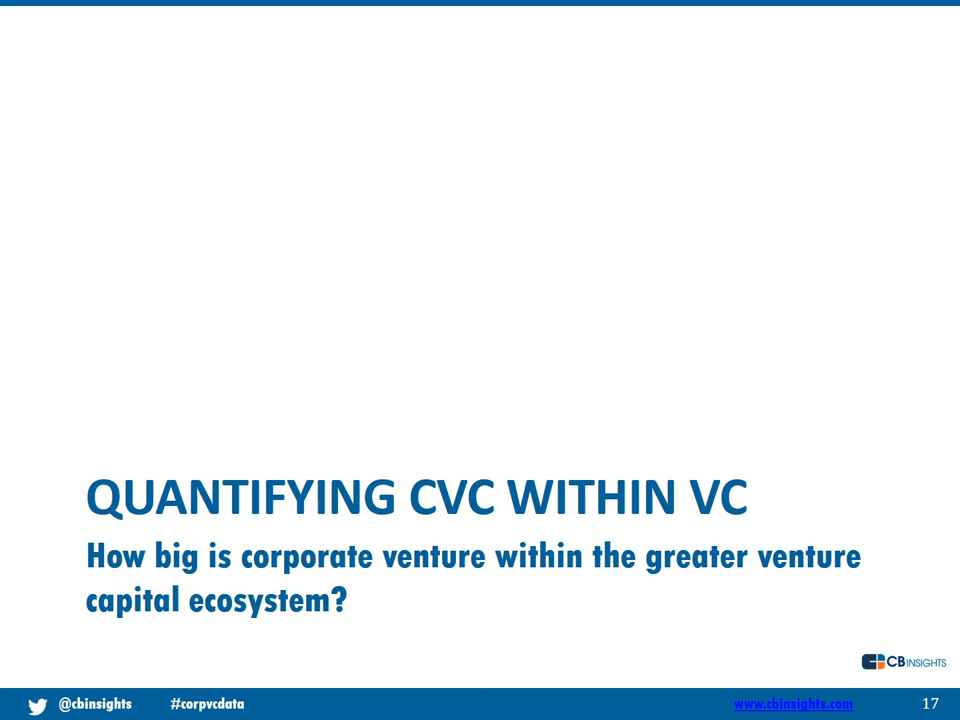 QUANTIFYING CVC WITHIN VC
How big is corporate venture within the greater venture
capital ecosystem?
CB INSIGHTS
@cbinsights #corpvcdata www.cbinsights.com 17